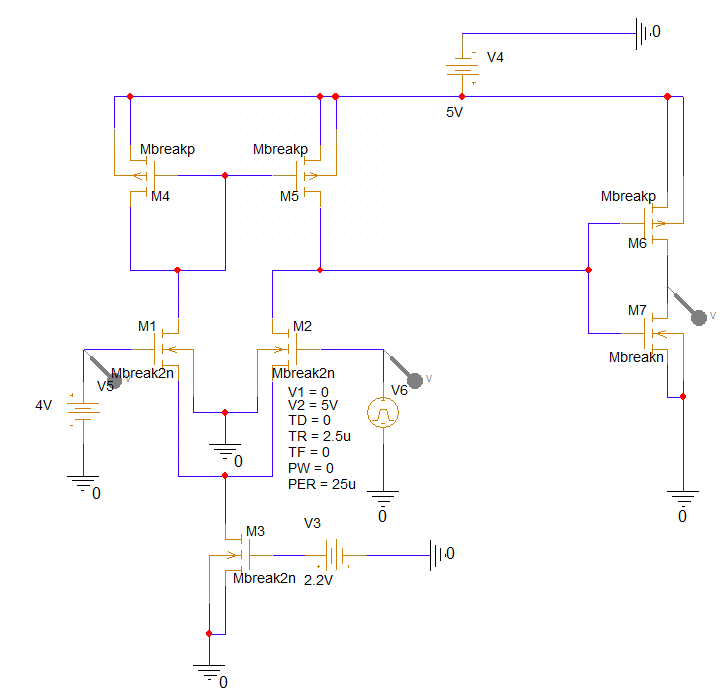 0
V4
5V
Mbreakp
Mbreakp
M4
M5
Mbreakp
M6
M7
Mbreakn
V
M1
M2
Mbreak2n
Mbreak2n
V5
V
4V
V6
V
V1 = 0
V2 = 5V
TD = 0
TR = 2.5u
TF = 0
PW = 0
PER = 25u
0
0
0
0
M3
V3
0
Mbreak2n
2.2V
0